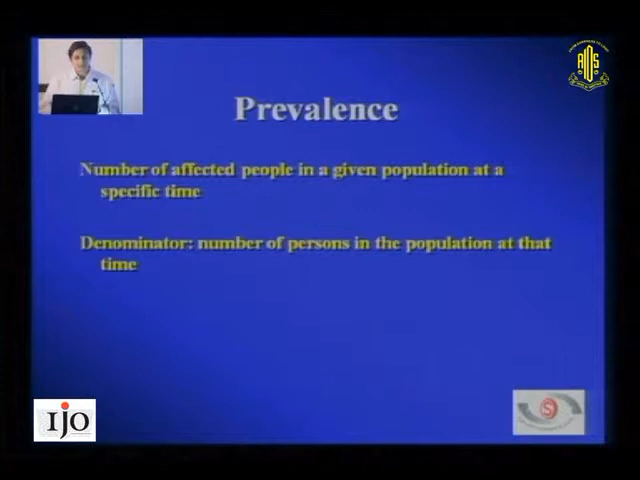 AIOS
Prevalence
Number of affected people in a given population at a
specific time
Denominator: number of persons in the population at that
time
IJO
S